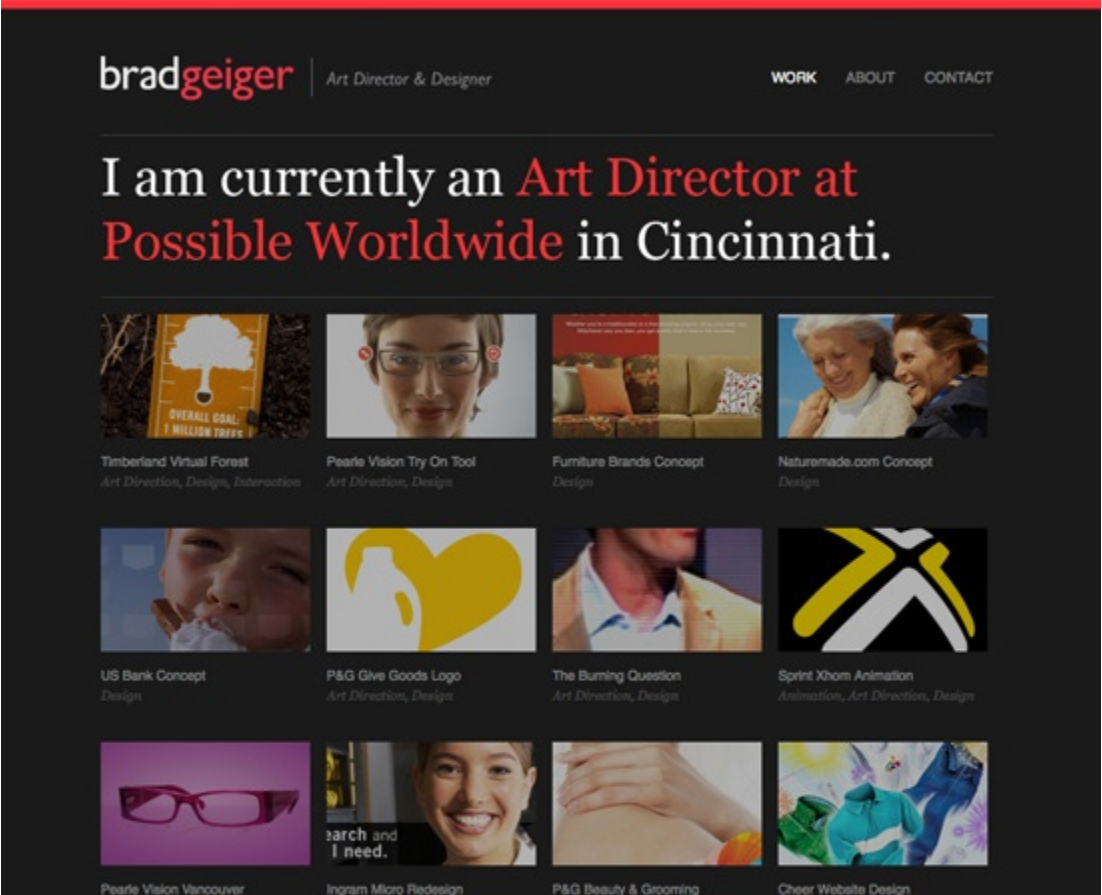 bradgeiger Art Director & Designer WORK ABOUT CONTACT
I am currently an Art Director at
Possible Worldwide in Cincinnati.
OVERALL GOAL:
1 MILLION TREES
Timberland Virtual Forest Pearle Vision Try On Tool Furniture Brands Concept Naturemade.com Concept
Art Direction, Design, Interaction Art Direction, Design Design Design
US Bank Concept P&G Give Goods Logo The Burning Question Sprint Xhom Animation
Design Art Direction, Design Art Direction, Design Animation, Art Direction, Design
earch and
I need.
Pearle Vision Vancouver Ingram Micro Redesign P&G Beauty & Grooming Cheer Website Design